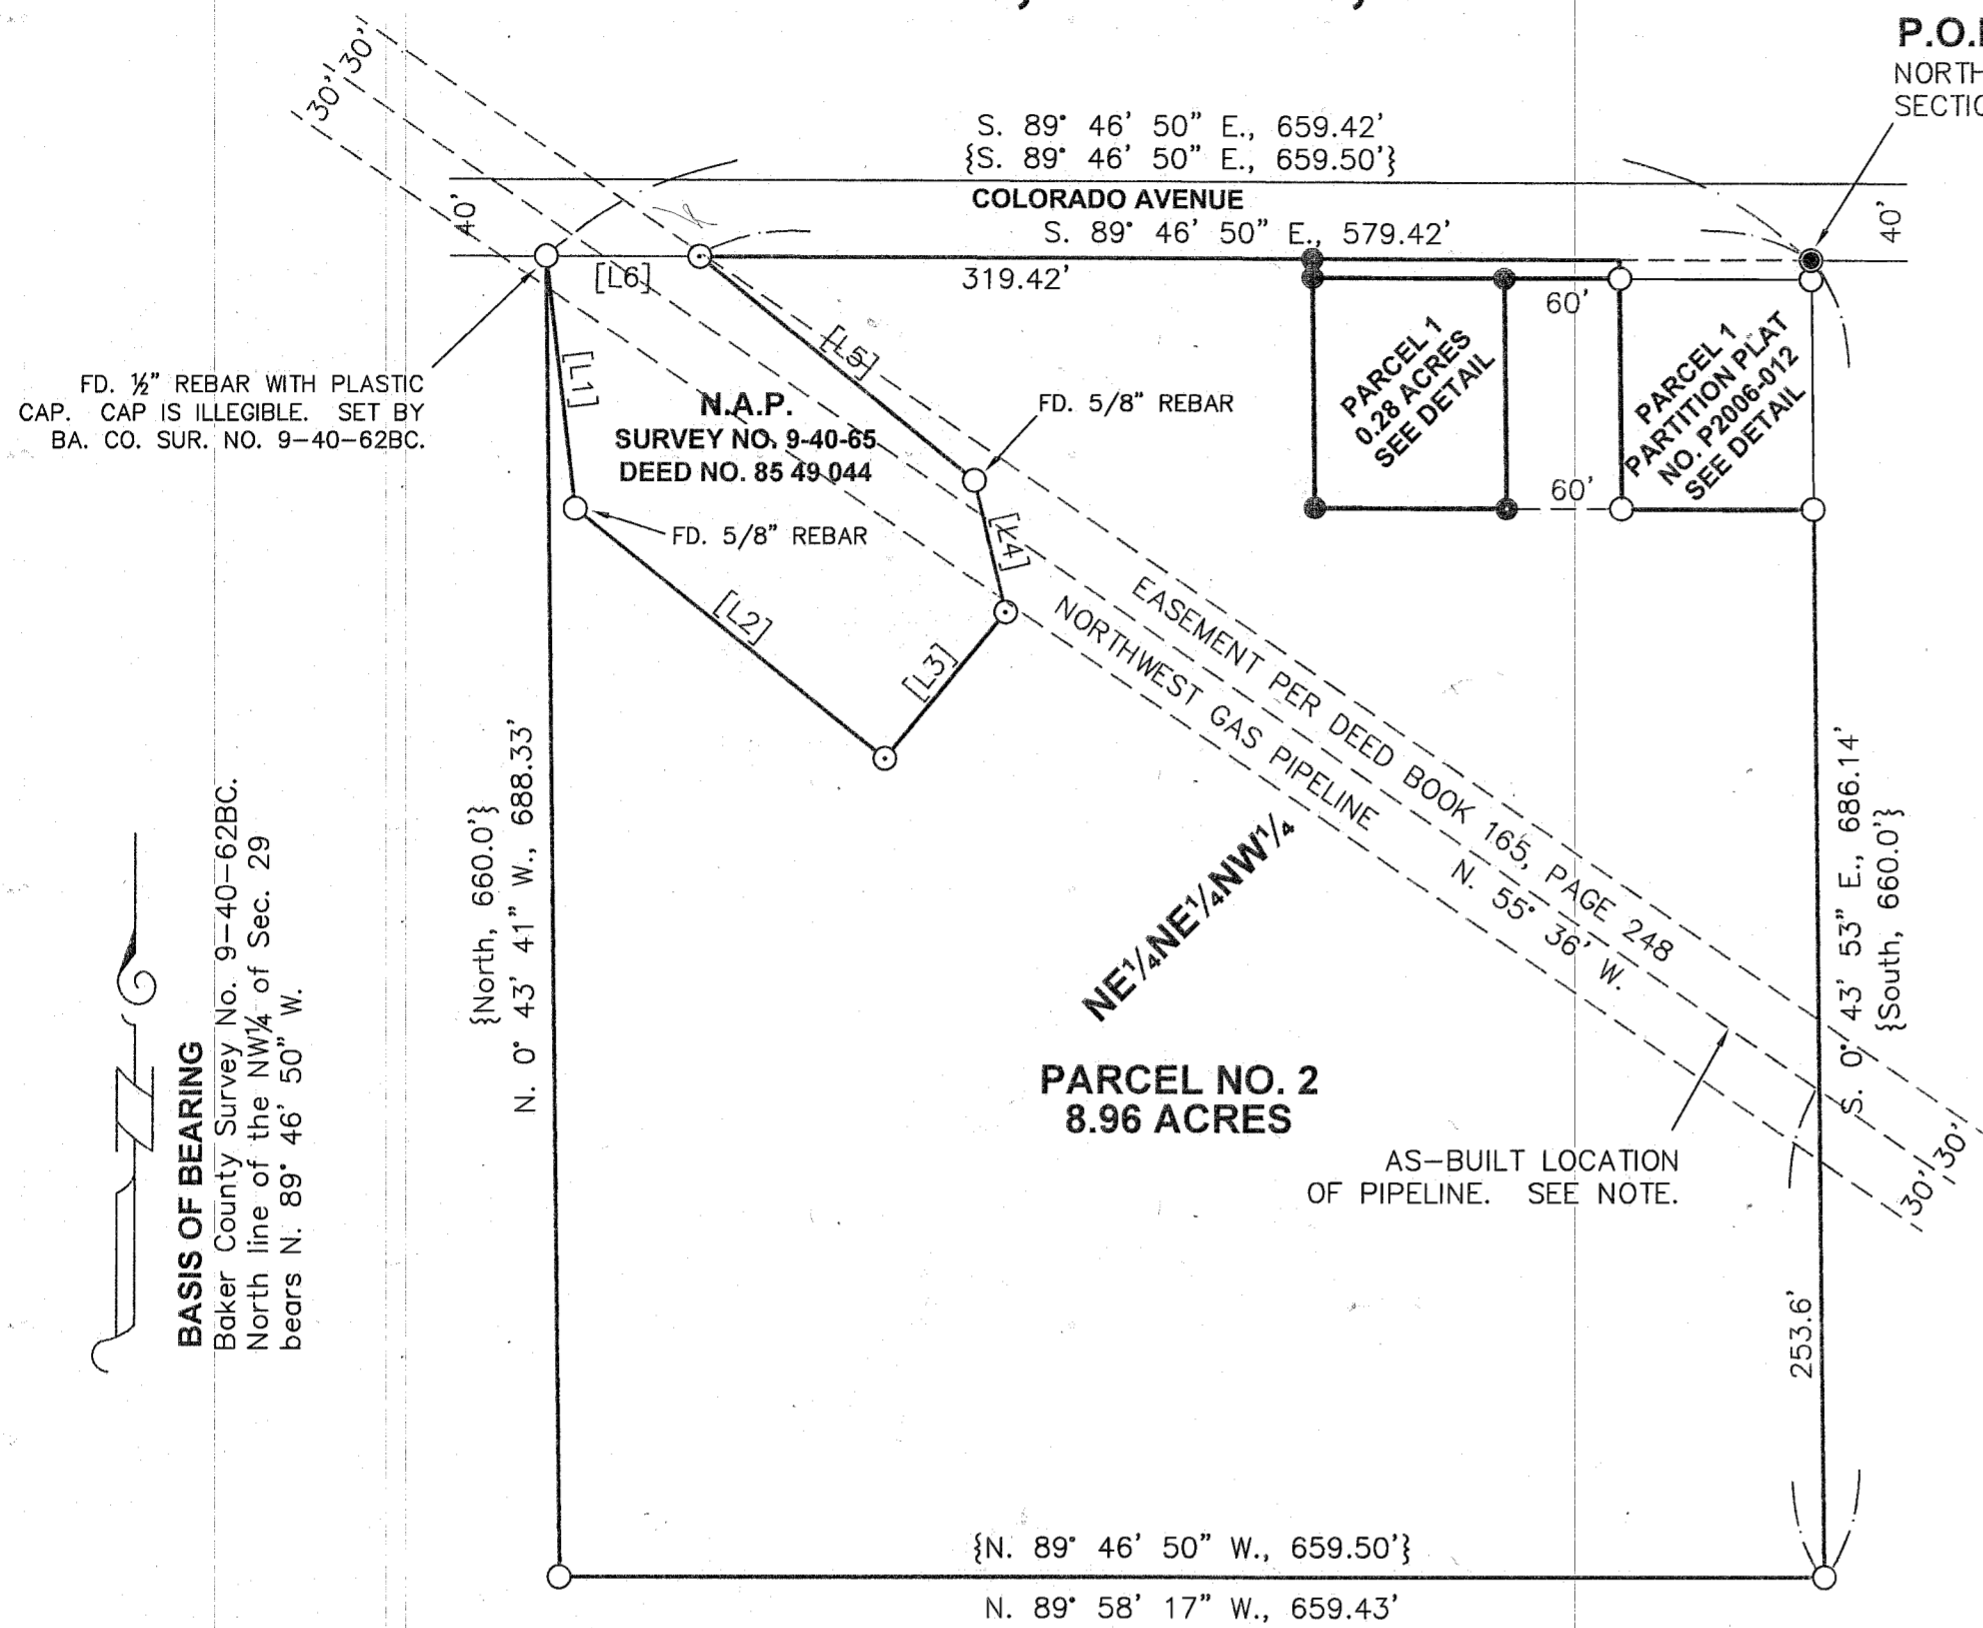 P.O.
NORTH
SECTIO
30'
30'
S. 89° 46' 50" E., 659.42'
{S. 89° 46' 50" E., 659.50'}
COLORADO AVENUE
S. 89° 46' 50" E., 579.42'
40'
40'
[L6]
319.42'
60'
[L5]
[L1]
FD. ½" REBAR WITH PLASTIC
CAP. CAP IS ILLEGIBLE. SET BY
BA. CO. SUR. NO. 9-40-62BC.
N.A.P.
SURVEY NO. 9-40-65
DEED NO. 85 49 044
FD. 5/8" REBAR
PARCEL 1
0.28 ACRES
SEE DETAIL
PARCEL 1
PARTITION PLAT
NO. P2006-012
SEE DETAIL
60'
FD. 5/8" REBAR
[L4]
[L2]
[L3]
EASEMENT PER DEED BOOK 165, PAGE 248
NORTHWEST GAS PIPELINE
N. 55° 36' W.
{North, 660.0'}
N. 0° 43' 41" W., 688.33'
S. 0° 43' 53" E., 686.14'
{South, 660.0'}
NE¼NE¼NW¼
PARCEL NO. 2
8.96 ACRES
BASIS OF BEARING
Baker County Survey No. 9-40-62BC.
North line of the NW¼ of Sec. 29
bears N. 89° 46' 50" W.
AS-BUILT LOCATION
OF PIPELINE. SEE NOTE.
30'
30'
253.6'
{N. 89° 46' 50" W., 659.50'}
N. 89° 58' 17" W., 659.43'